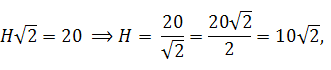 H√2 = 20 ⟹ H = 20/√2 = 20√2/2 = 10√2,